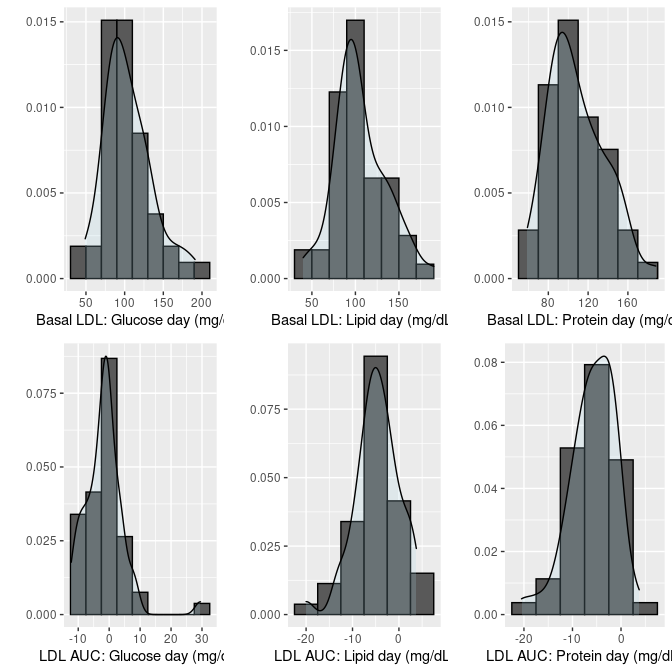 0.015
0.010
0.005
0.000
50 100 150 200
Basal LDL: Glucose day (mg/
0.015
0.010
0.005
0.000
50 100 150
Basal LDL: Lipid day (mg/dL
0.015
0.010
0.005
0.000
80 120 160
Basal LDL: Protein day (mg/
0.075
0.050
0.025
0.000
-10 0 10 20 30
LDL AUC: Glucose day (mg/
0.075
0.050
0.025
0.000
-20 -10 0
LDL AUC: Lipid day (mg/dL
0.08
0.06
0.04
0.02
0.00
-20 -10 0
LDL AUC: Protein day (mg/